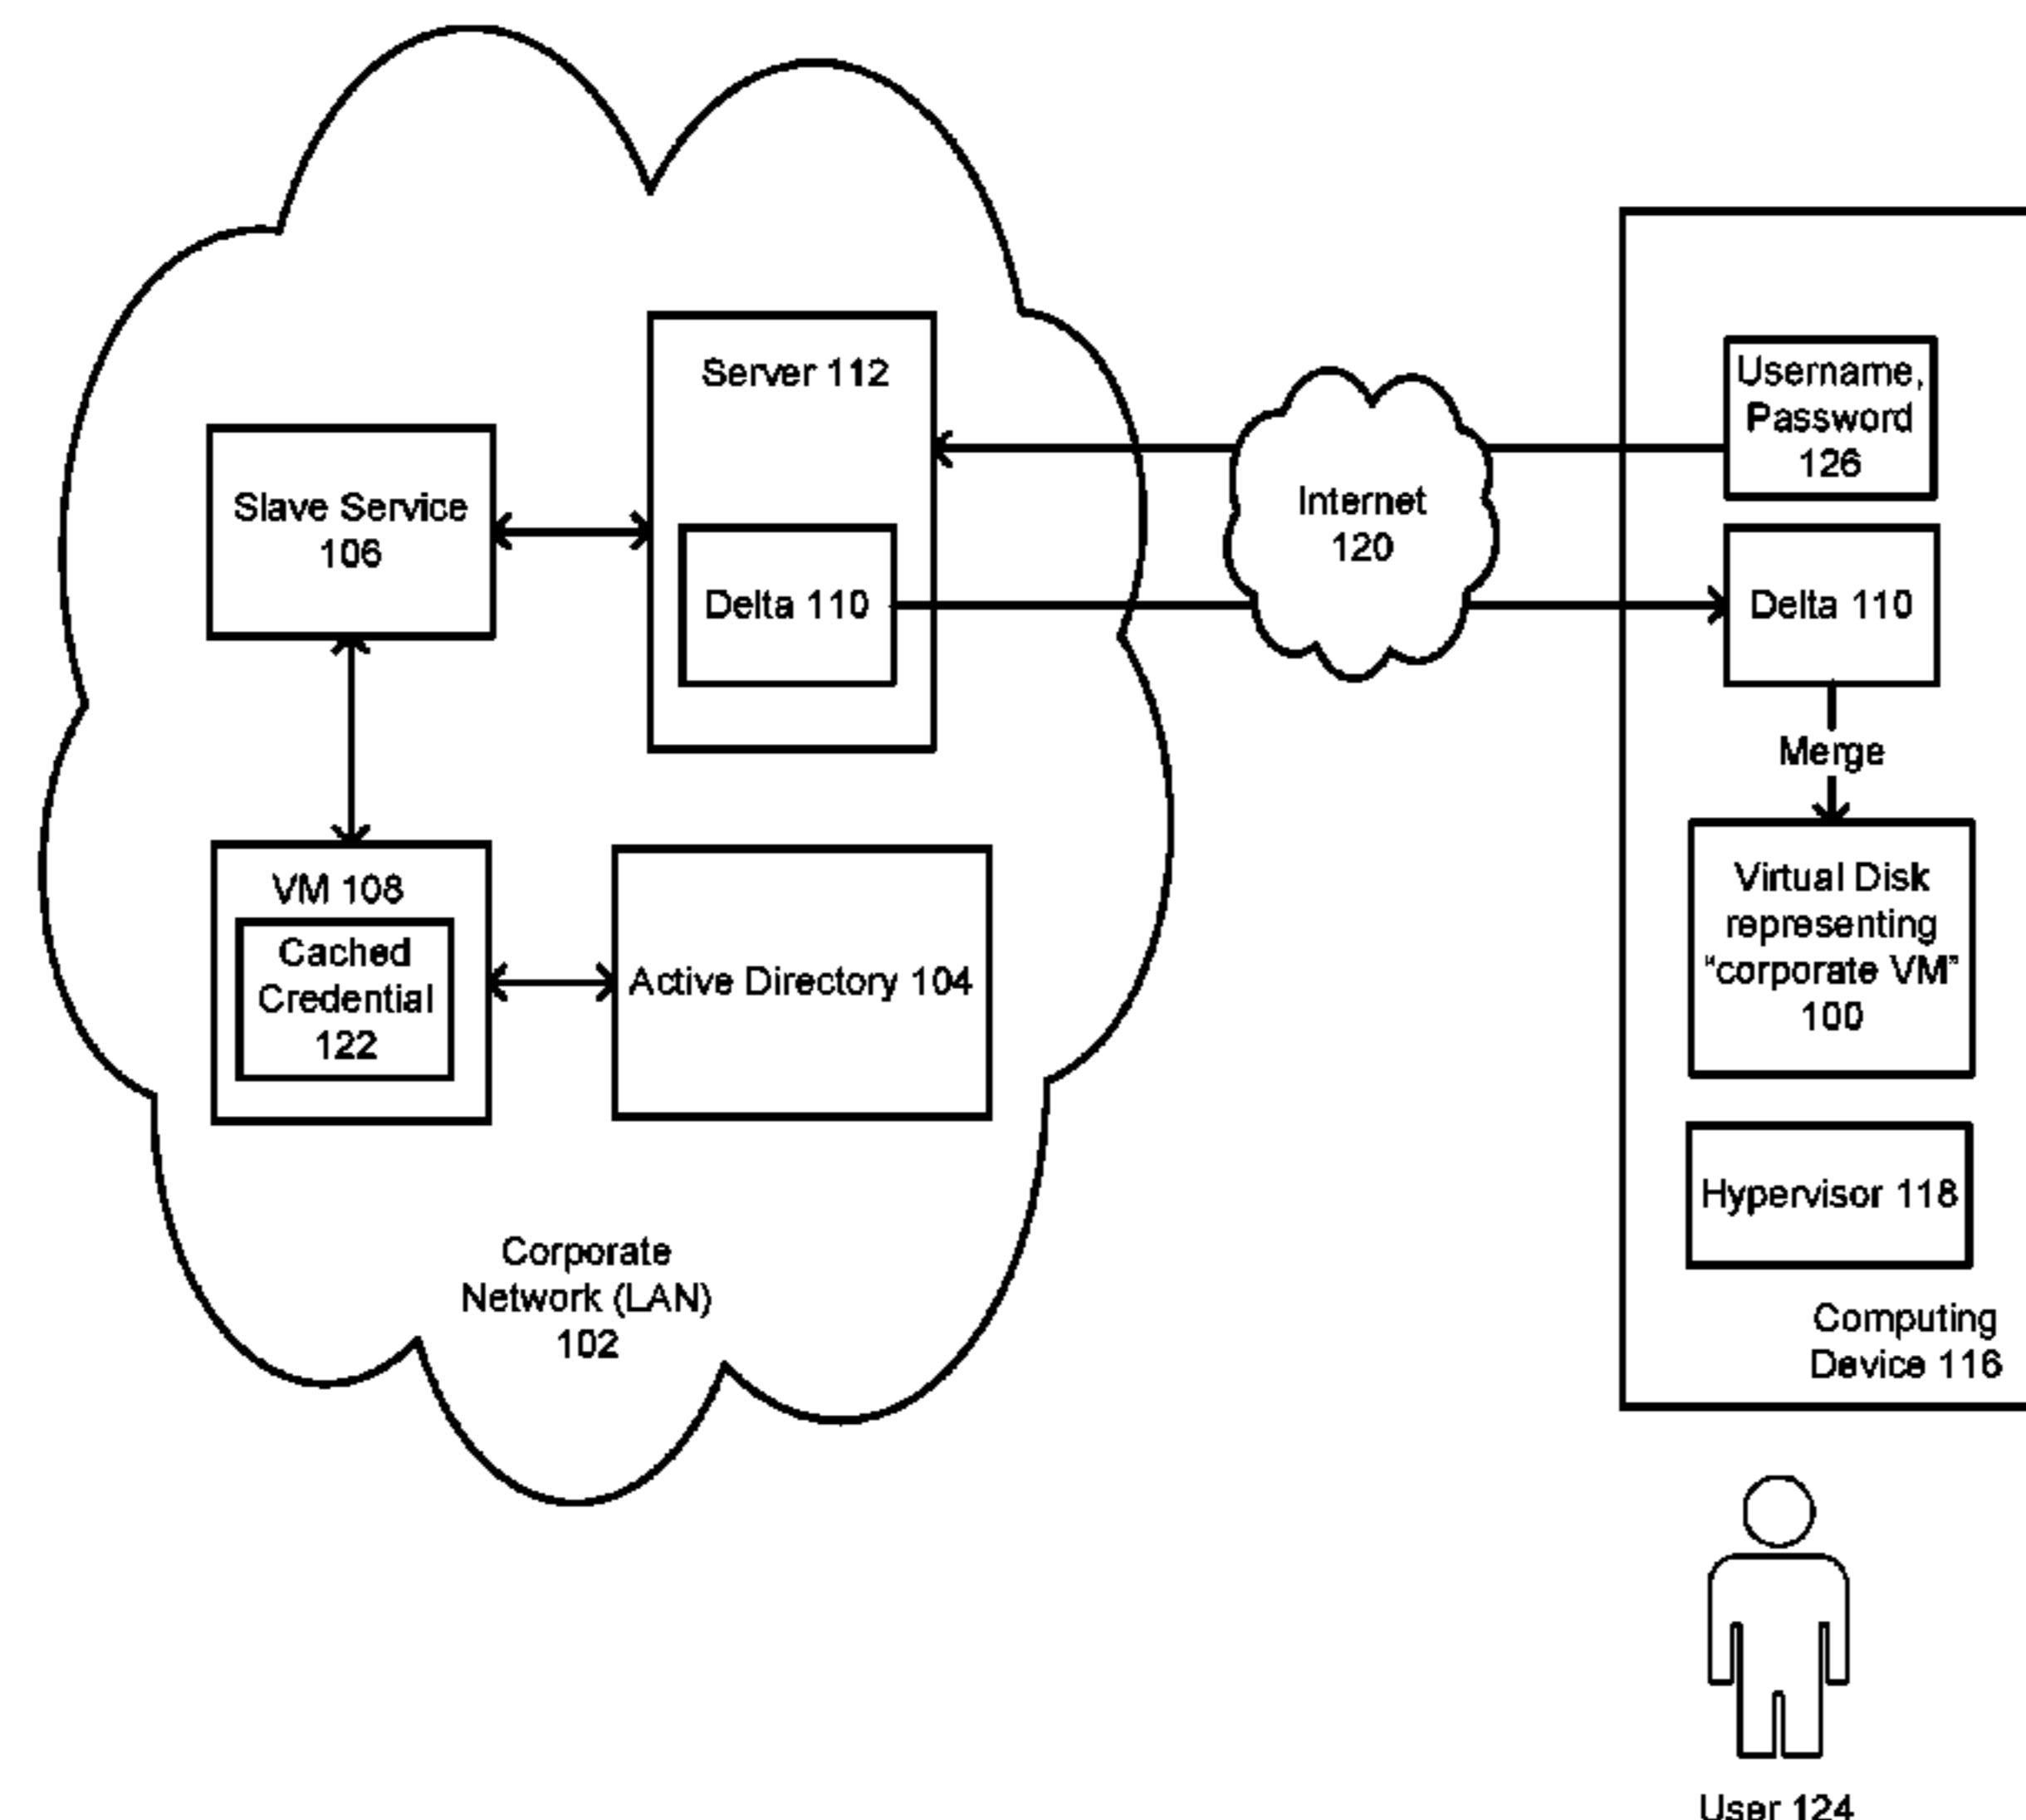 Server 112
Slave Service
106
Delta 110
VM 108
Cached
Credential
122
Active Directory 104
Corporate
Network (LAN)
102
Internet
120
Username,
Password
126
Delta 110
Merge
Virtual Disk
representing
"corporate VM"
100
Hypervisor 118
Computing
Device 116
User 124